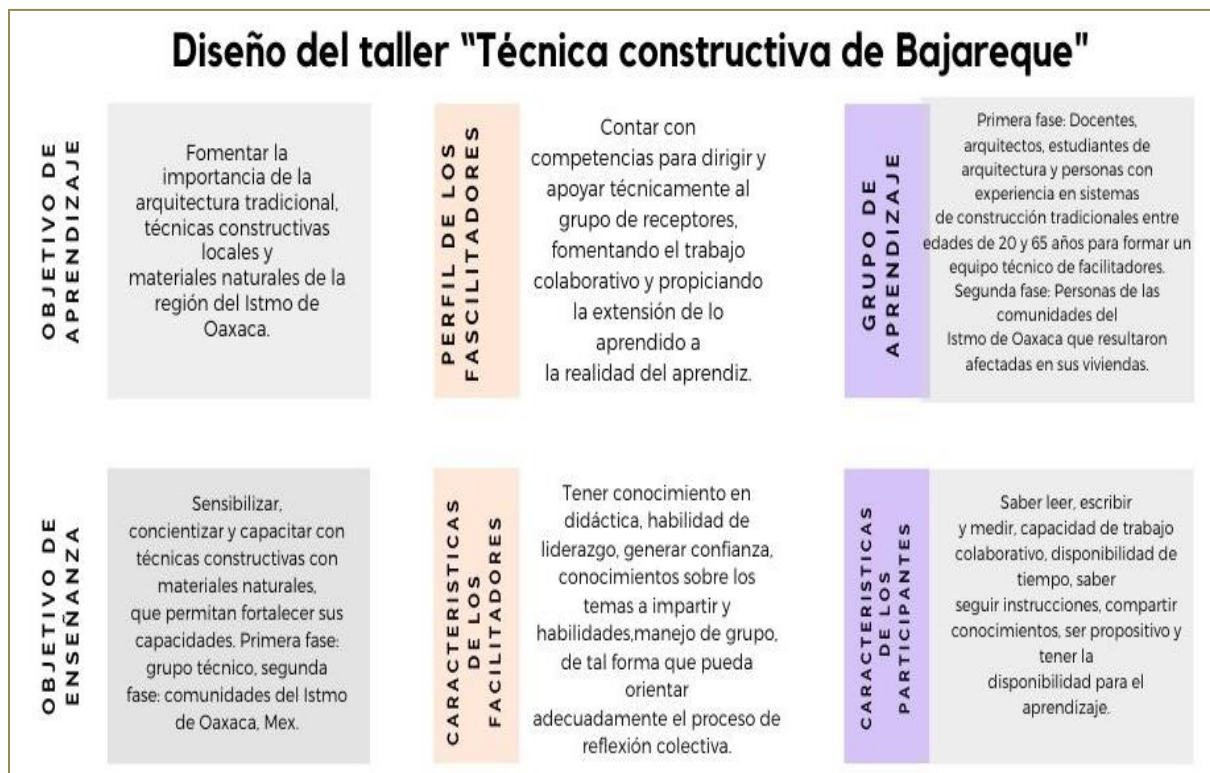 Diseño del taller "Técnica constructiva de Bajareque"
OBJETIVO DE
APRENDIZAJE
Fomentar la
importancia de la
arquitectura tradicional,
técnicas constructivas
locales y
materiales naturales de la
región del Istmo de
Oaxaca.
PERFIL DE LOS
FASCILITADORES
Contar con
competencias para dirigir y
apoyar técnicamente al
grupo de receptores,
fomentando el trabajo
colaborativo y propiciando
la extensión de lo
aprendido a
la realidad del aprendiz.
GRUPO DE
APRENDIZAJE
Primera fase: Docentes,
arquitectos, estudiantes de
arquitectura y personas con
experiencia en sistemas
de construcción tradicionales entre
edades de 20 y 65 años para formar un
equipo técnico de facilitadores.
Segunda fase: Personas de las
comunidades del
Istmo de Oaxaca que resultaron
afectadas en sus viviendas.
OBJETIVO DE
ENSEÑANZA
Sensibilizar,
concientizar y capacitar con
técnicas constructivas con
materiales naturales,
que permitan fortalecer sus
capacidades. Primera fase:
grupo técnico, segunda
fase: comunidades del Istmo
de Oaxaca, Mex.
CARACTERISTICAS
DE LOS
FACILITADORES
Tener conocimiento en
didáctica, habilidad de
liderazgo, generar confianza,
conocimientos sobre los
temas a impartir y
habilidades,manejo de grupo,
de tal forma que pueda
orientar
adecuadamente el proceso de
reflexión colectiva.
CARACTERISTICAS
DE LOS
PARTICIPANTES
Saber leer, escribir
y medir, capacidad de trabajo
colaborativo, disponibilidad de
tiempo, saber
seguir instrucciones, compartir
conocimientos, ser propositivo y
tener la
disponibilidad para el
aprendizaje.